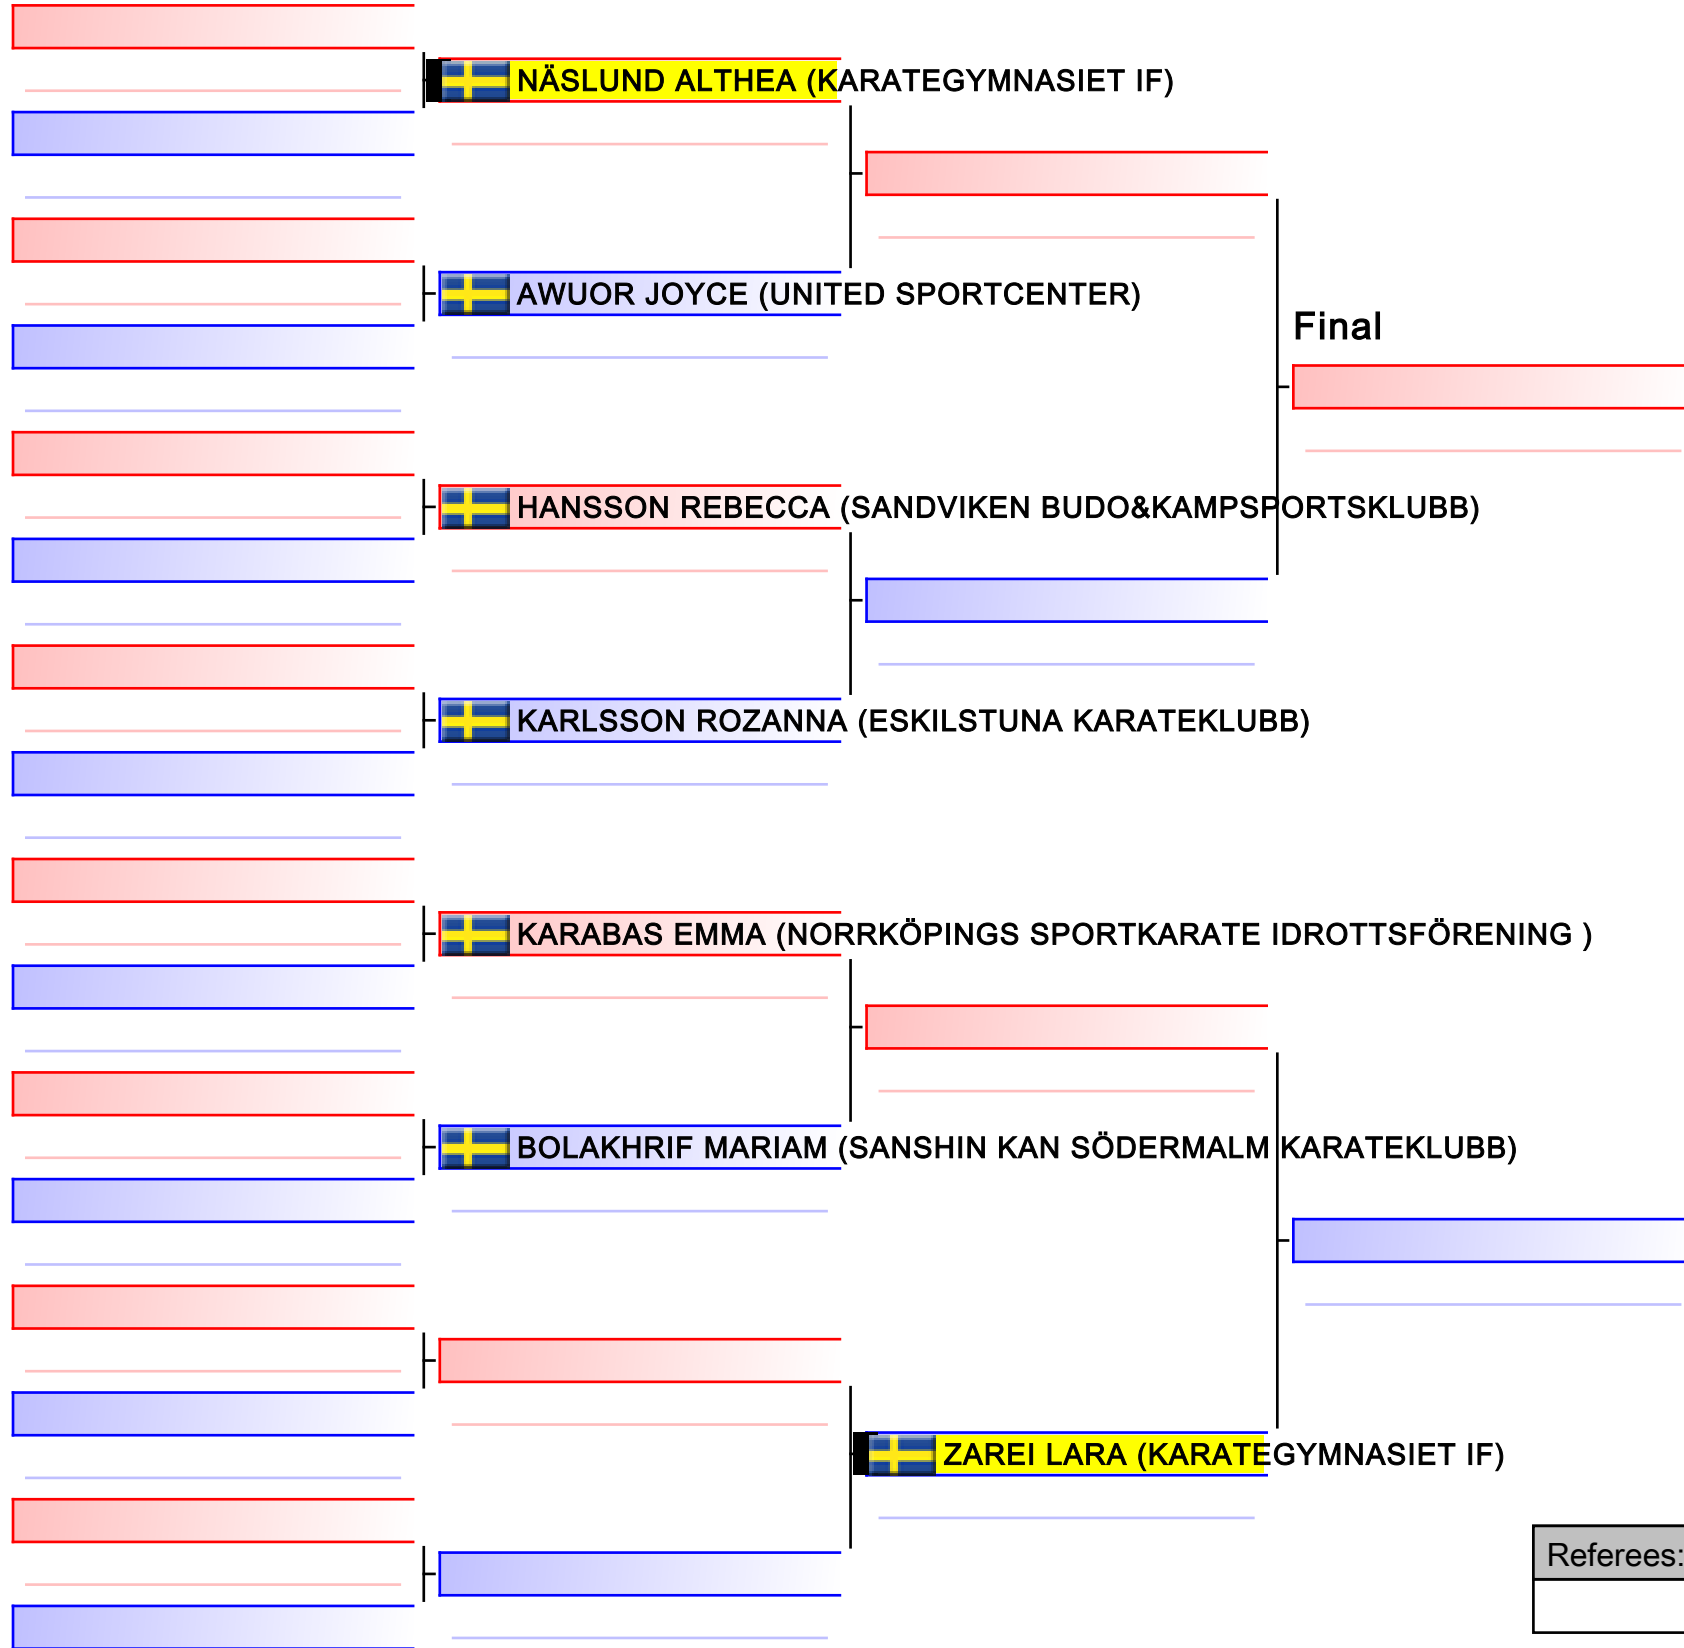 NÄSLUND ALTHEA (KARATEGYMNASIET IF)
AWUOR JOYCE (UNITED SPORTCENTER)
Final
HANSSON REBECCA (SANDVIKEN BUDO&KAMPSPORTSKLUBB)
KARLSSON ROZANNA (ESKILSTUNA KARATEKLUBB)
KARABAS EMMA (NORRKÖPINGS SPORTKARATE IDROTTSFÖRENING )
BOLAKHRIF MARIAM (SANSHIN KAN SÖDERMALM KARATEKLUBB)
ZAREI LARA (KARATEGYMNASIET IF)
Referees: